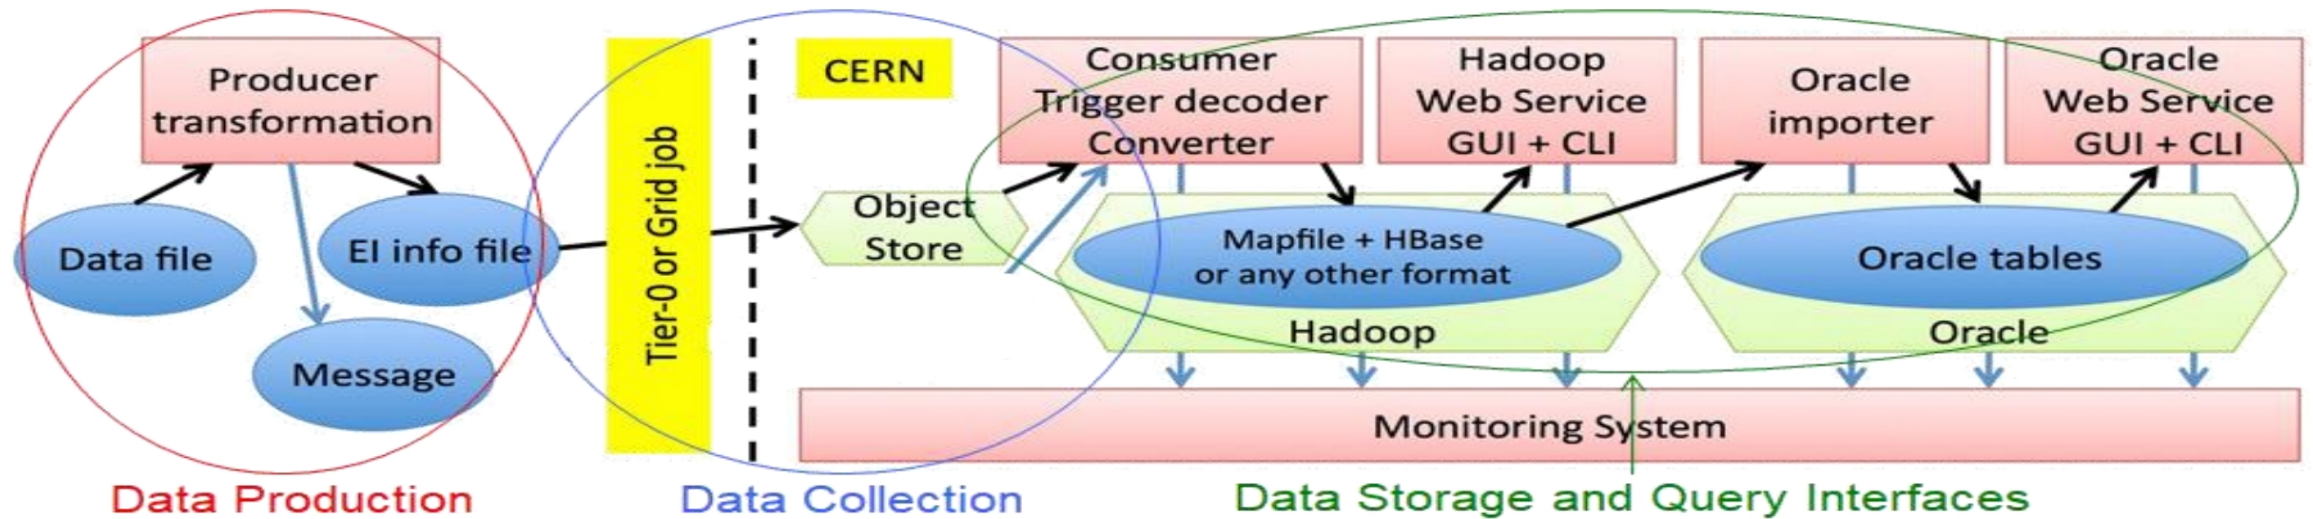 Producer
transformation
Data file
EI info file
Message
Tier-0 or Grid job
CERN
Object
Store
Consumer
Trigger decoder
Converter
Hadoop
Web Service
GUI + CLI
Oracle
importer
Oracle
Web Service
GUI + CLI
Mapfile + HBase
or any other format
Hadoop
Oracle tables
Oracle
Monitoring System
Data Production
Data Collection
Data Storage and Query Interfaces